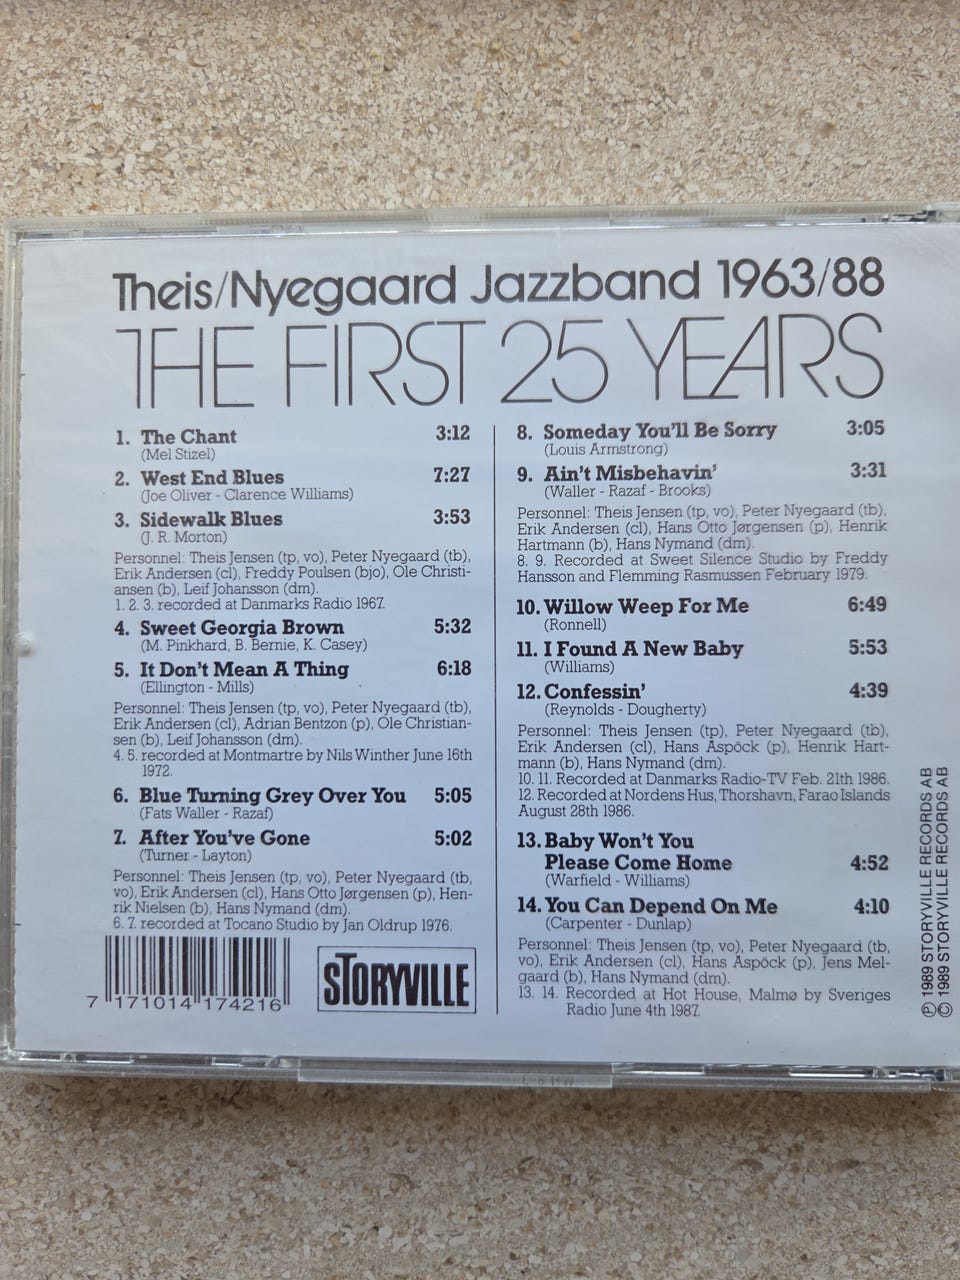 Theis/Nyegaard Jazzband 1963/88
THE FIRST 25 YEARS
1. The Chant 3:12
(Mel Stizel)
2. West End Blues 7:27
(Joe Oliver - Clarence Williams)
3. Sidewalk Blues 3:53
(J. R. Morton)
Personnel: Theis Jensen (tp, vo), Peter Nyegaard (tb),
Erik Andersen (cl), Freddy Poulsen (bjo), Ole Christi-
ansen (b), Leif Johansson (dm).
1. 2. 3. recorded at Danmarks Radio 1967.
4. Sweet Georgia Brown 5:32
(M. Pinkhard, B. Bernie, K. Casey)
5. It Don't Mean A Thing 6:18
(Ellington - Mills)
Personnel: Theis Jensen (tp, vo), Peter Nyegaard (tb),
Erik Andersen (cl), Adrian Bentzon (p), Ole Christian-
sen (b), Leif Johansson (dm).
4. 5. recorded at Montmartre by Nils Winther June 16th
1972.
6. Blue Turning Grey Over You 5:05
(Fats Waller - Razaf)
7. After You've Gone 5:02
(Turner - Layton)
Personnel: Theis Jensen (tp, vo), Peter Nyegaard (tb,
vo), Erik Andersen (cl), Hans Otto Jørgensen (p), Hen-
rik Nielsen (b), Hans Nymand (dm).
6. 7. recorded at Tocano Studio by Jan Oldrup 1976.
7 171014 174216
STORYVILLE
8. Someday You'll Be Sorry 3:05
(Louis Armstrong)
9. Ain't Misbehavin' 3:31
(Waller - Razaf - Brooks)
Personnel: Theis Jensen (tp, vo), Peter Nyegaard (tb),
Erik Andersen (cl), Hans Otto Jørgensen (p), Henrik
Hartmann (b), Hans Nymand (dm).
8. 9. Recorded at Sweet Silence Studio by Freddy
Hansson and Flemming Rasmussen February 1979.
10. Willow Weep For Me 6:49
(Ronnell)
11. I Found A New Baby 5:53
(Williams)
12. Confessin' 4:39
(Reynolds - Dougherty)
Personnel: Theis Jensen (tp), Peter Nyegaard (tb),
Erik Andersen (cl), Hans Aspöck (p), Henrik Hart-
mann (b), Hans Nymand (dm).
10. 11. Recorded at Danmarks Radio-TV Feb. 21th 1986.
12. Recorded at Nordens Hus, Thorshavn, Farao Islands
August 28th 1986.
13. Baby Won't You
Please Come Home 4:52
(Warfield - Williams)
14. You Can Depend On Me 4:10
(Carpenter - Dunlap)
Personnel: Theis Jensen (tp, vo), Peter Nyegaard (tb,
vo), Erik Andersen (cl), Hans Aspöck (p), Jens Mel-
gaard (b), Hans Nymand (dm).
13. 14. Recorded at Hot House, Malmø by Sveriges
Radio June 4th 1987.
℗ 1989 STORYVILLE RECORDS AB
© 1989 STORYVILLE RECORDS AB